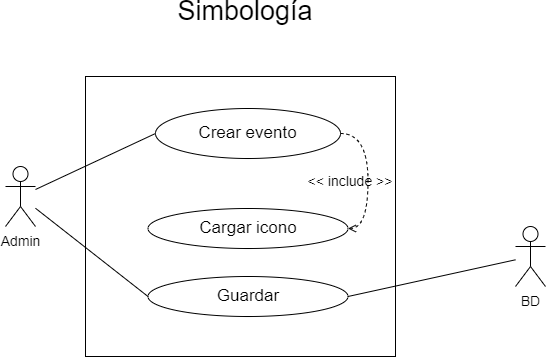 Simbología
Crear evento
<< include >>
Admin
Cargar icono
Guardar
BD